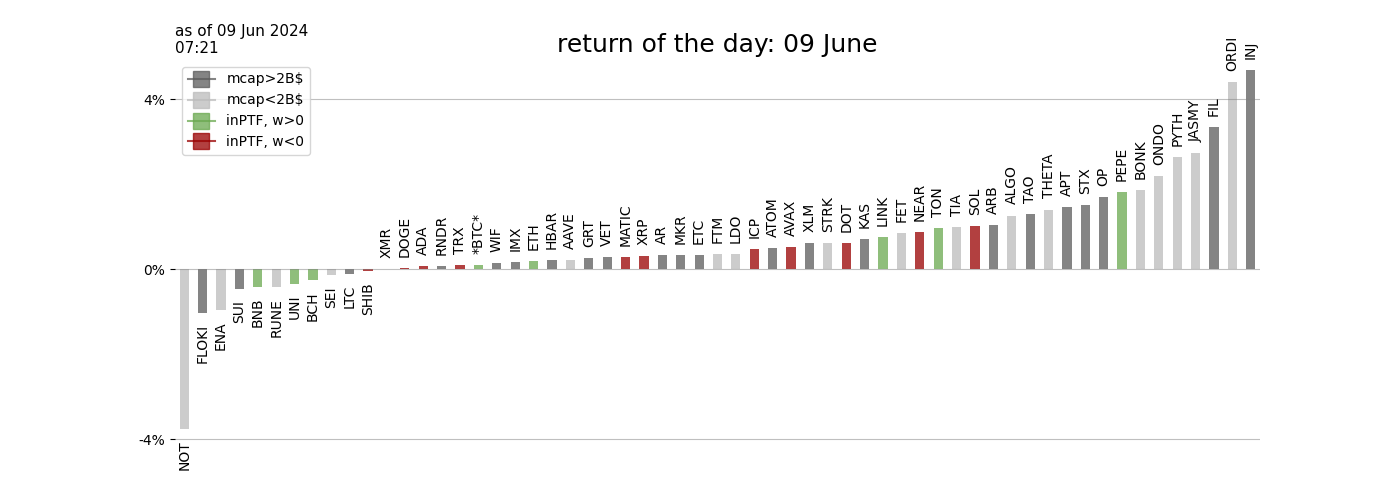 as of 09 Jun 2024
07:21
return of the day: 09 June
mcap>2B$
mcap<2B$
inPTF, w>0
inPTF, w<0
4%
0%
-4%
NOT
FLOKI
ENA
SUI
BNB
RUNE
UNI
BCH
SEI
LTC
SHIB
XMR
DOGE
ADA
RNDR
TRX
*BTC*
WIF
IMX
ETH
HBAR
AAVE
GRT
VET
MATIC
XRP
AR
MKR
ETC
FTM
LDO
ICP
ATOM
AVAX
XLM
STRK
DOT
KAS
LINK
FET
NEAR
TON
TIA
SOL
ARB
ALGO
TAO
THETA
APT
STX
OP
PEPE
BONK
ONDO
PYTH
JASMY
FIL
ORDI
INJ